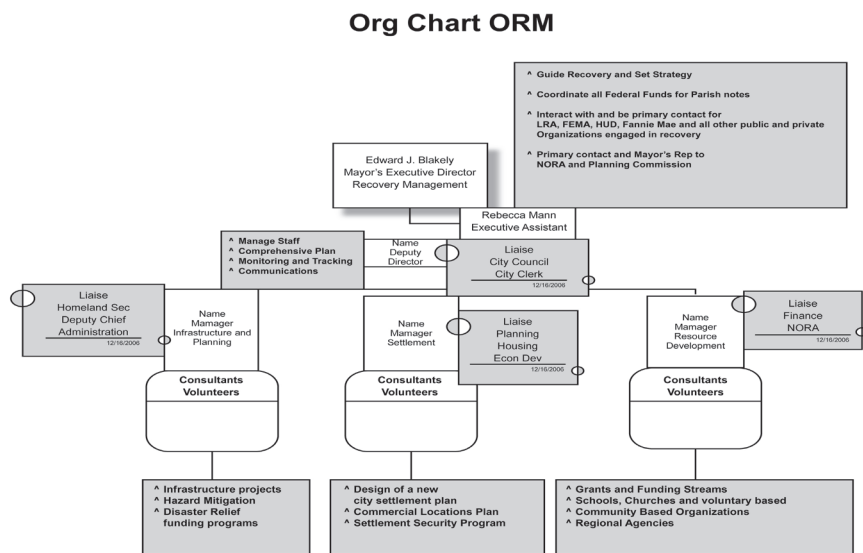 Org Chart ORM
^ Guide Recovery and Set Strategy
^ Coordinate all Federal Funds for Parish notes
^ Interact with and be primary contact for
LRA, FEMA, HUD, Fannie Mae and all other public and private
Organizations engaged in recovery
^ Primary contact and Mayor's Rep to
NORA and Planning Commission
Edward J. Blakely
Mayor's Executive Director
Recovery Management
Rebecca Mann
Executive Assistant
^ Manage Staff
^ Comprehensive Plan
^ Monitoring and Tracking
^ Communications
Name
Deputy
Director
Liaise
City Council
City Clerk
12/16/2006
Liaise
Homeland Sec
Deputy Chief
Administration
12/16/2006
Name
Mamager
Infrastructure and
Planning
Name
Mamager
Settlement
Liaise
Planning
Housing
Econ Dev
12/16/2006
Name
Mamager
Resource
Development
Liaise
Finance
NORA
12/16/2006
Consultants
Volunteers
Consultants
Volunteers
Consultants
Volunteers
^ Infrastructure projects
^ Hazard Mitigation
^ Disaster Relief
funding programs
^ Design of a new
city settlement plan
^ Commercial Locations Plan
^ Settlement Security Program
^ Grants and Funding Streams
^ Schools, Churches and voluntary based
^ Community Based Organizations
^ Regional Agencies